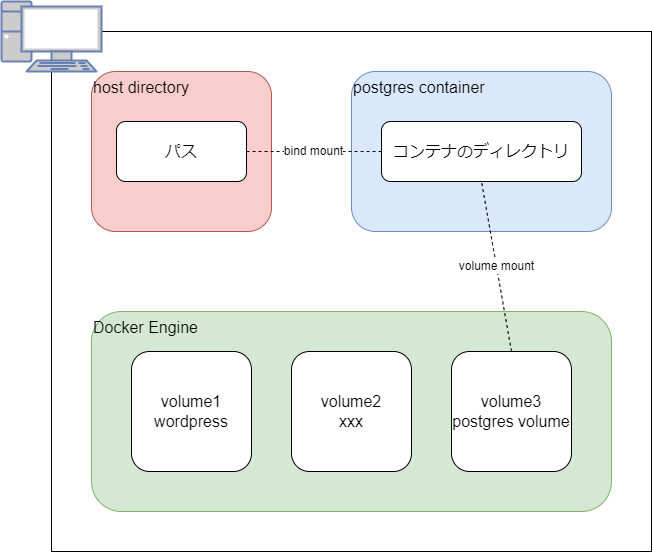 host directory
postgres container
パス
bind mount
コンテナのディレクトリ
volume mount
Docker Engine
volume1
wordpress
volume2
xxx
volume3
postgres volume